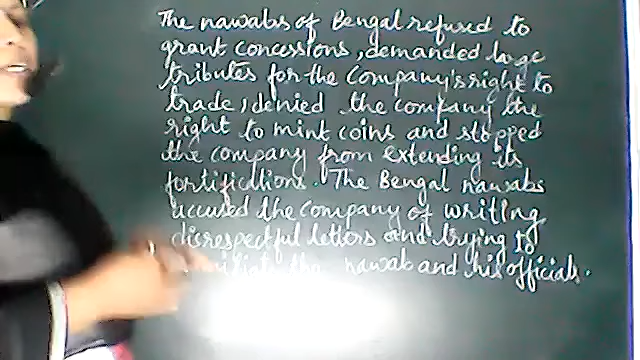 The nawabs of Bengal refused to
grant concessions, demanded large
tributes for the Company's right to
trade, denied the company the
right to mint coins and stopped
the company from extending its
fortifications. The Bengal nawabs
accused the company of writing
disrespectful letters and trying to
the nawab and his officials.